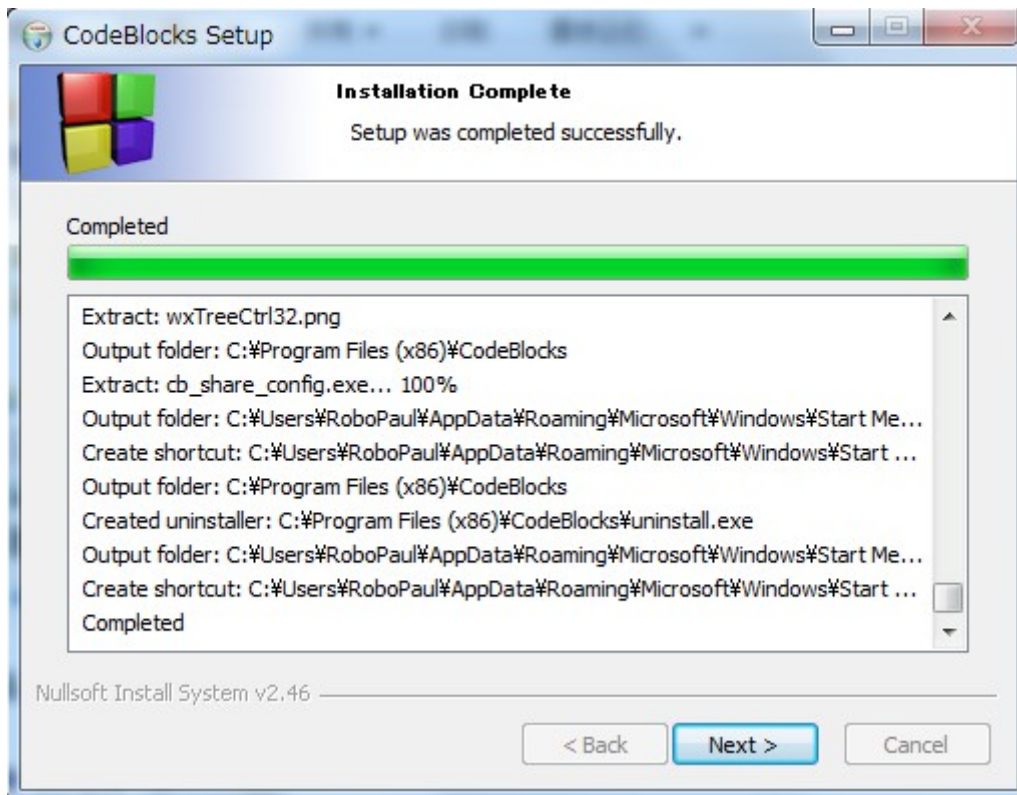 CodeBlocks Setup
Installation Complete
Setup was completed successfully.
Completed
Extract: wxTreeCtrl32.png
Output folder: C:¥Program Files (x86)¥CodeBlocks
Extract: cb_share_config.exe... 100%
Output folder: C:¥Users¥RoboPaul¥AppData¥Roaming¥Microsoft¥Windows¥Start Me...
Create shortcut: C:¥Users¥RoboPaul¥AppData¥Roaming¥Microsoft¥Windows¥Start ...
Output folder: C:¥Program Files (x86)¥CodeBlocks
Created uninstaller: C:¥Program Files (x86)¥CodeBlocks¥uninstall.exe
Output folder: C:¥Users¥RoboPaul¥AppData¥Roaming¥Microsoft¥Windows¥Start Me...
Create shortcut: C:¥Users¥RoboPaul¥AppData¥Roaming¥Microsoft¥Windows¥Start ...
Completed
Nullsoft Install System v2.46
< Back Next > Cancel